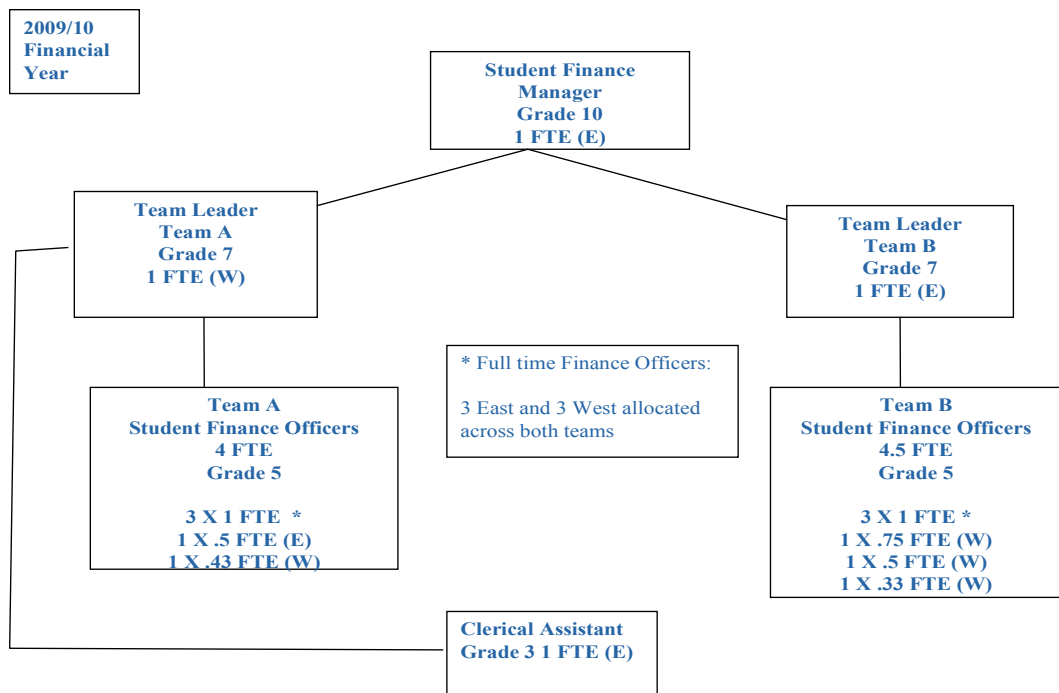 2009/10
Financial
Year
Student Finance
Manager
Grade 10
1 FTE (E)
Team Leader
Team A
Grade 7
1 FTE (W)
Team Leader
Team B
Grade 7
1 FTE (E)
* Full time Finance Officers:
3 East and 3 West allocated
across both teams
Team A
Student Finance Officers
4 FTE
Grade 5
3 X 1 FTE  *
1 X .5 FTE (E)
1 X .43 FTE (W)
Team B
Student Finance Officers
4.5 FTE
Grade 5
3 X 1 FTE *
1 X .75 FTE (W)
1 X .5 FTE (W)
1 X .33 FTE (W)
Clerical Assistant
Grade 3 1 FTE (E)